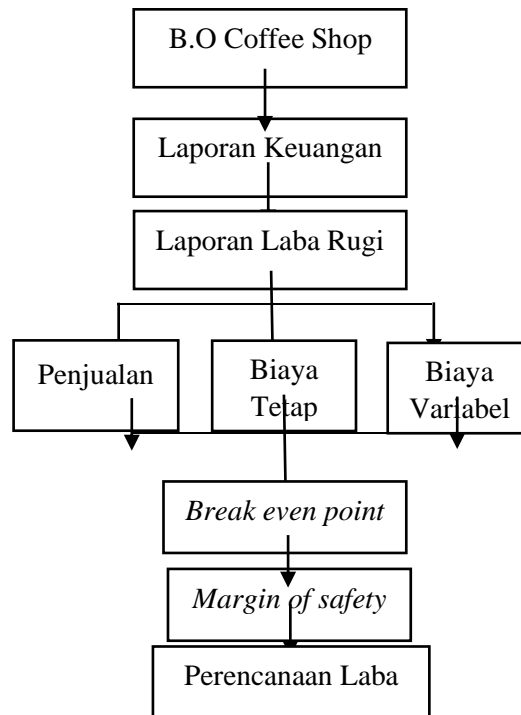 B.O Coffee Shop
Laporan Keuangan
Laporan Laba Rugi
Penjualan
Biaya
Tetap
Biaya
Variabel
Break even point
Margin of safety
Perencanaan Laba